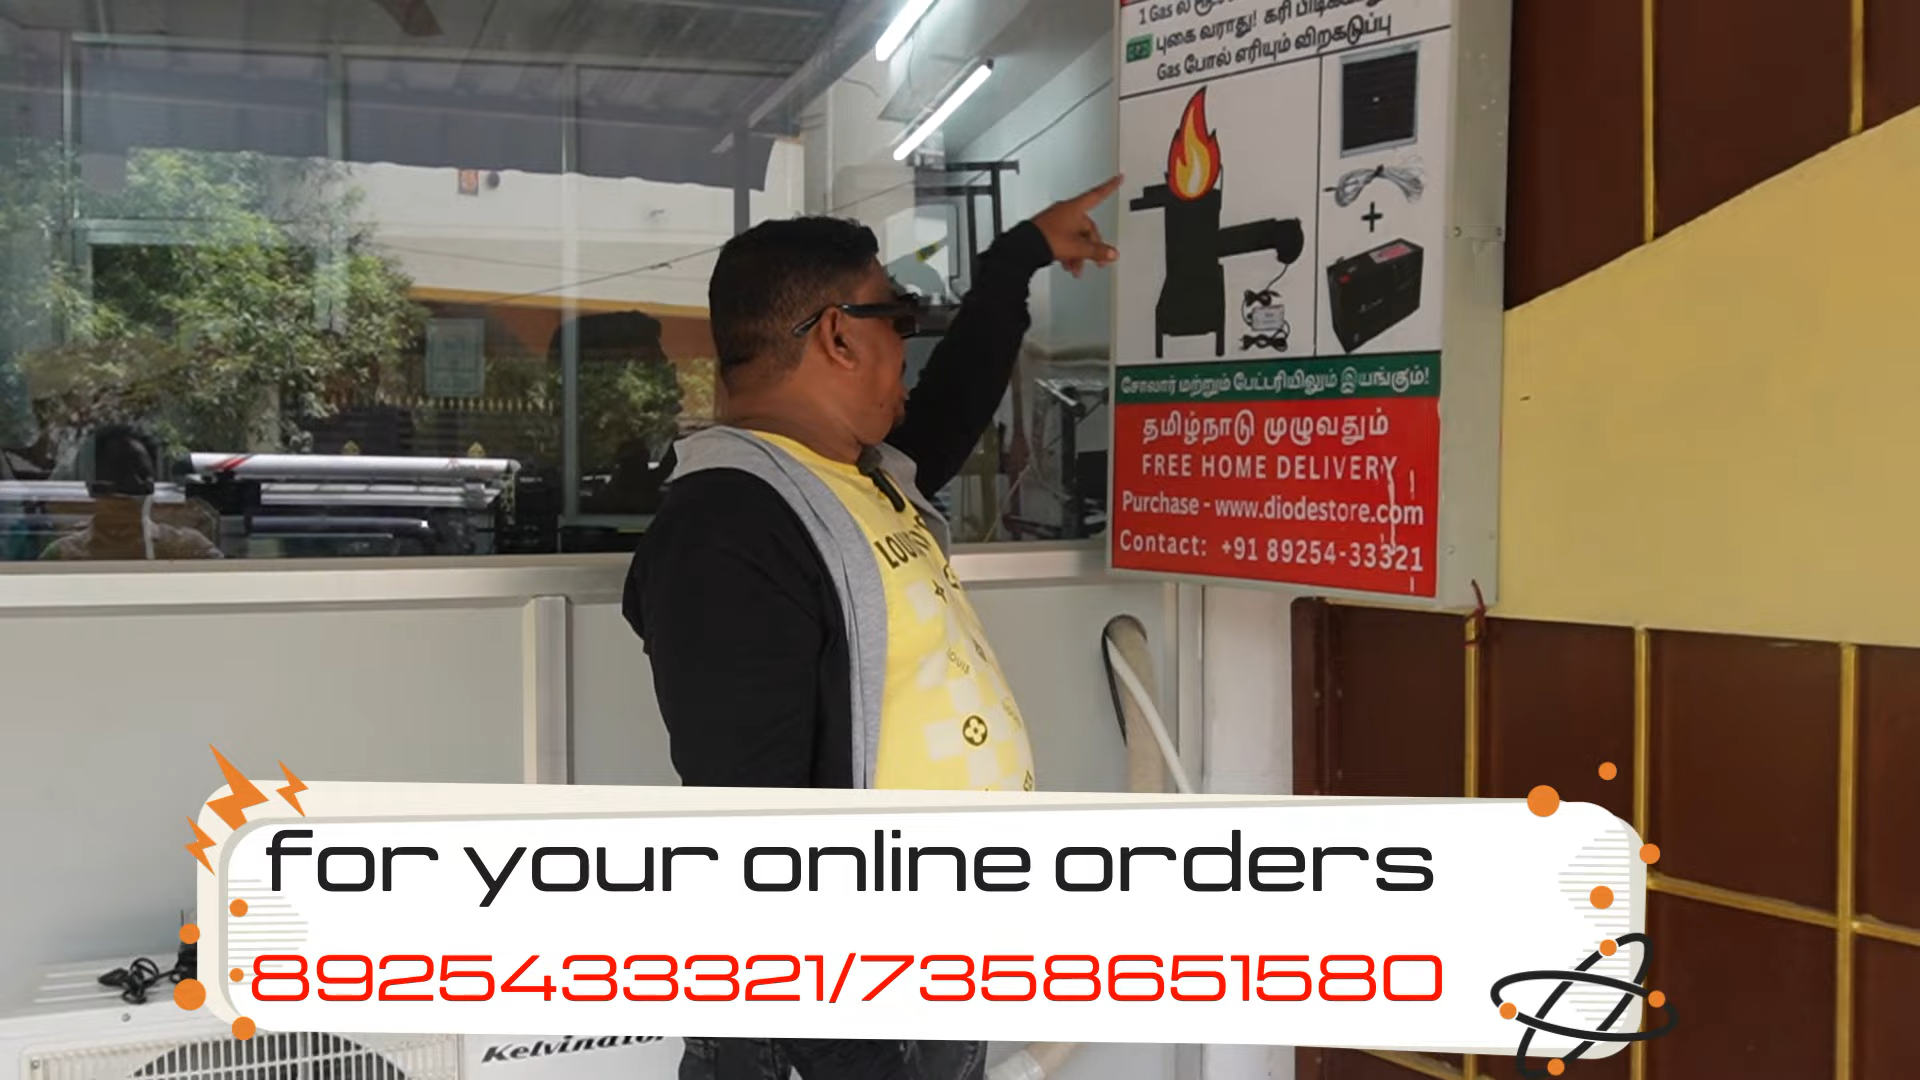 1 Gas ல்
புகை வராது! கரி
Gas போல் எரியும் விறகடுப்பு
+
சோலார் மற்றும் பேட்டரியிலும் இயங்கும்!
தமிழ்நாடு முழுவதும்
FREE HOME DELIVERY
Purchase - www.diodestore.com
Contact: +91 89254-33321
LOUIS
for your online orders
8925433321/7358651580
Kelvinator